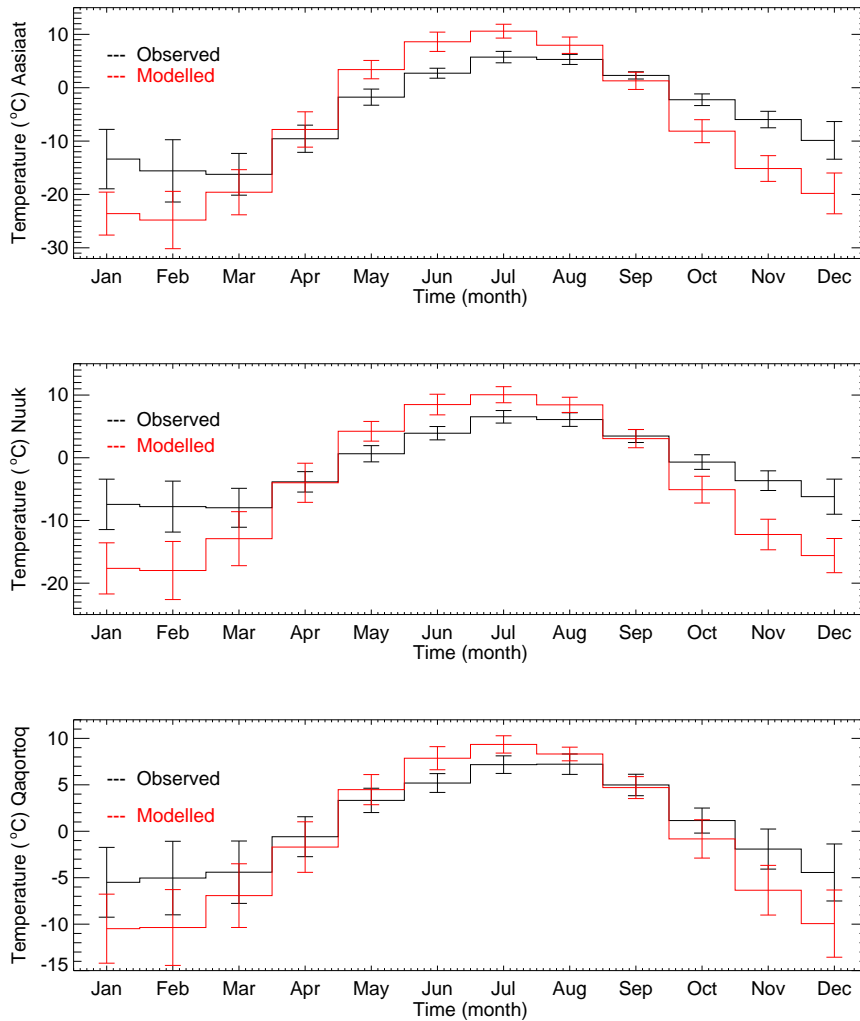 Temperature (°C) Aasiaat
10
0
-10
-20
-30
--- Observed
--- Modelled
Jan Feb Mar Apr May Jun Jul Aug Sep Oct Nov Dec
Time (month)
Temperature (°C) Nuuk
10
0
-10
-20
--- Observed
--- Modelled
Jan Feb Mar Apr May Jun Jul Aug Sep Oct Nov Dec
Time (month)
Temperature (°C) Qaqortoq
10
5
0
-5
-10
-15
--- Observed
--- Modelled
Jan Feb Mar Apr May Jun Jul Aug Sep Oct Nov Dec
Time (month)